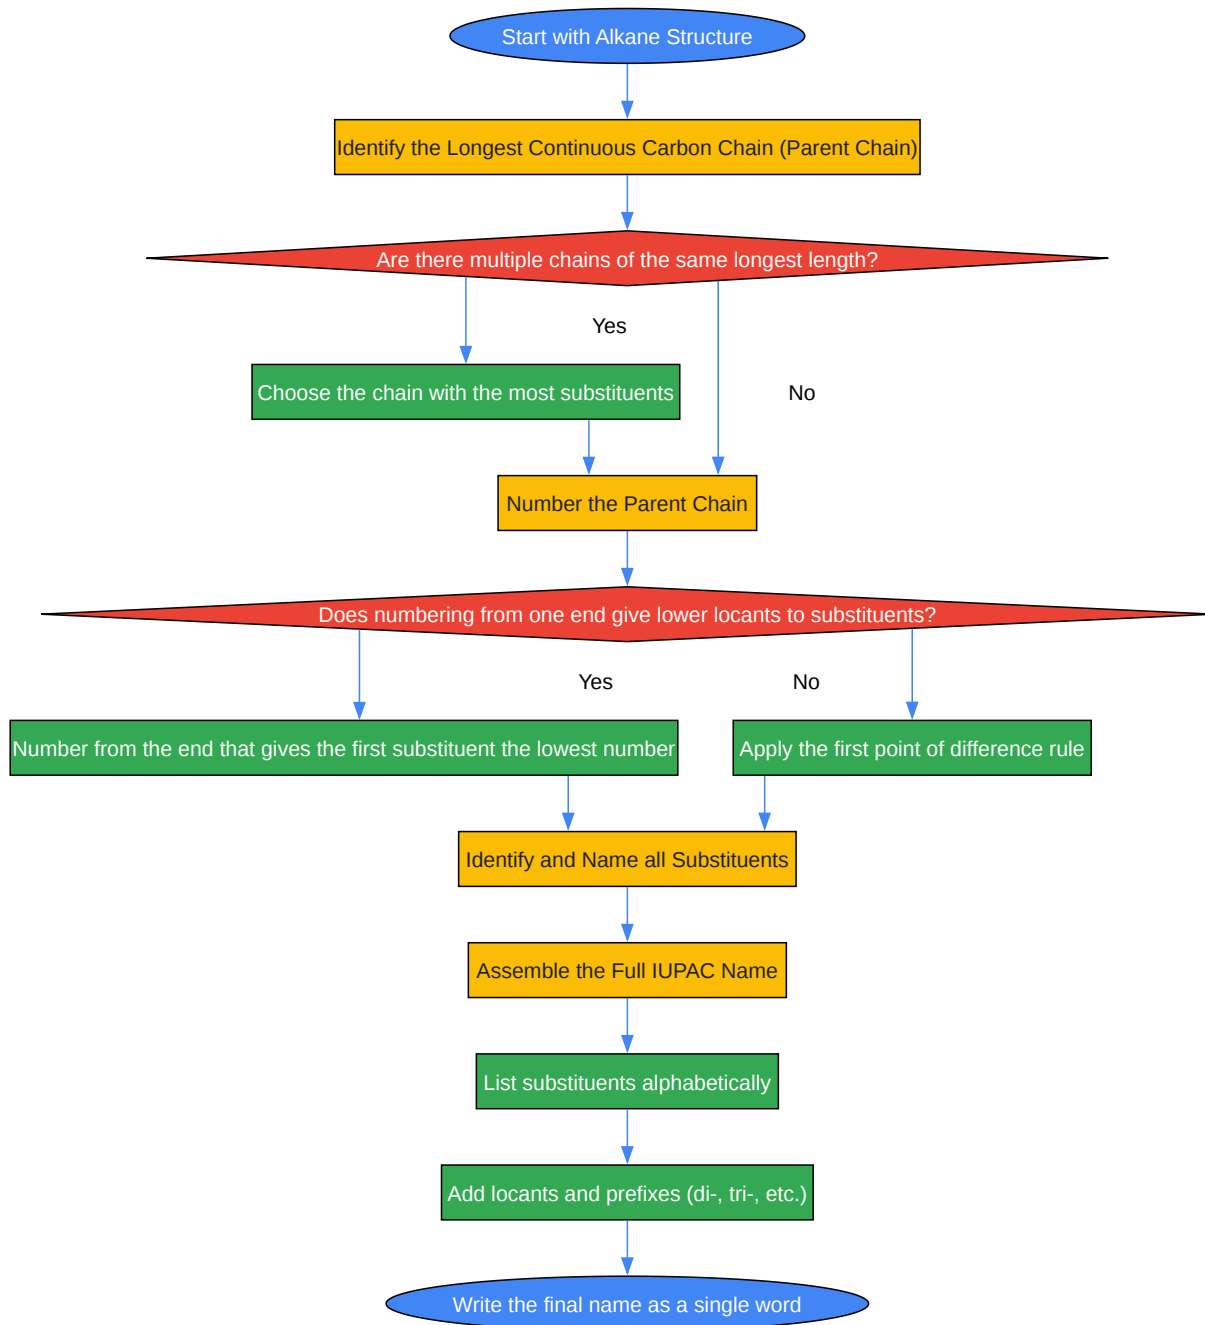 Start with Alkane Structure
Identify the Longest Continuous Carbon Chain (Parent Chain)
Are there multiple chains of the same longest length?
Yes
Choose the chain with the most substituents
No
Number the Parent Chain
Does numbering from one end give lower locants to substituents?
Yes
No
Number from the end that gives the first substituent the lowest number
Apply the first point of difference rule
Identify and Name all Substituents
Assemble the Full IUPAC Name
List substituents alphabetically
Add locants and prefixes (di-, tri-, etc.)
Write the final name as a single word